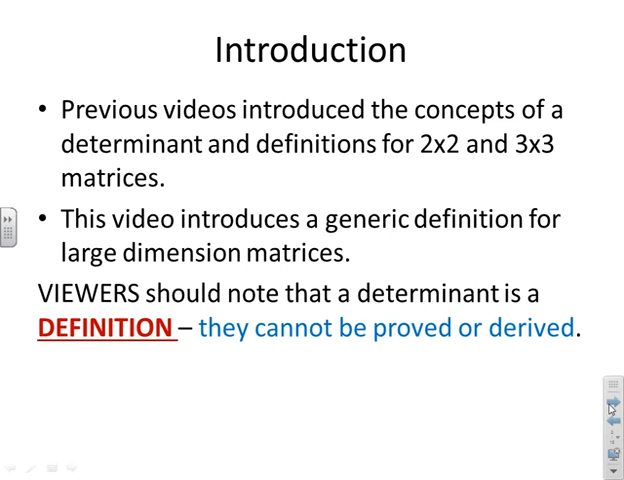 Introduction
• Previous videos introduced the concepts of a
determinant and definitions for 2x2 and 3x3
matrices.
• This video introduces a generic definition for
large dimension matrices.
VIEWERS should note that a determinant is a
DEFINITION – they cannot be proved or derived.